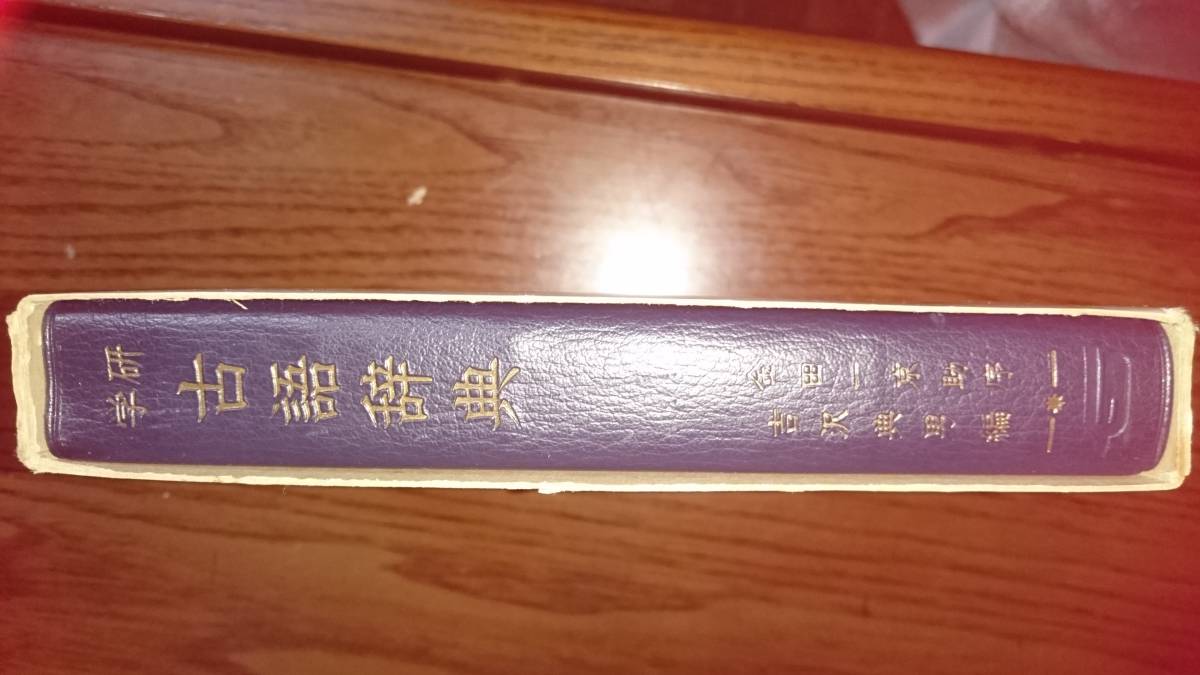 学研
古語辞典
金田一京助序
吉沢典男編